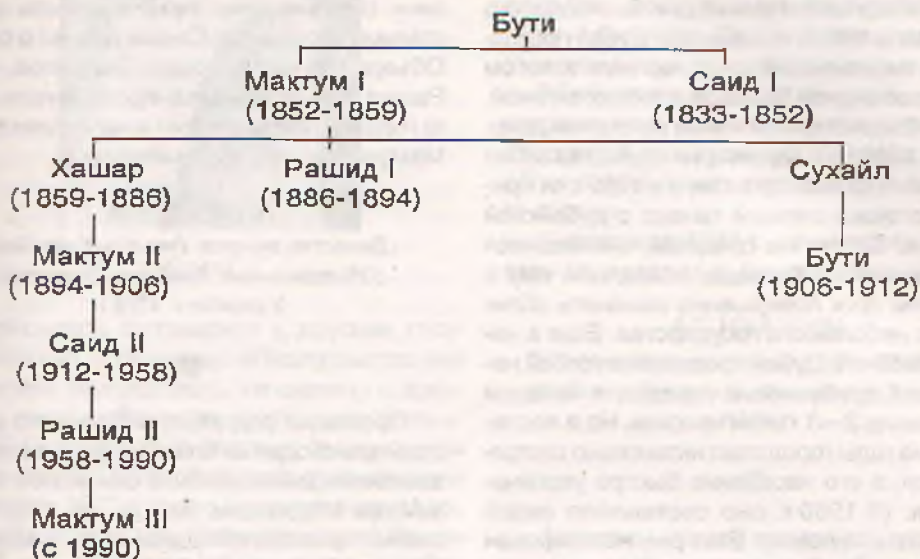 Бути
Мактум I
(1852-1859)
Саид I
(1833-1852)
Хашар
(1859-1886)
Рашид I
(1886-1894)
Сухайл
Мактум II
(1894-1906)
Бути
(1906-1912)
Саид II
(1912-1958)
Рашид II
(1958-1990)
Мактум III
(с 1990)